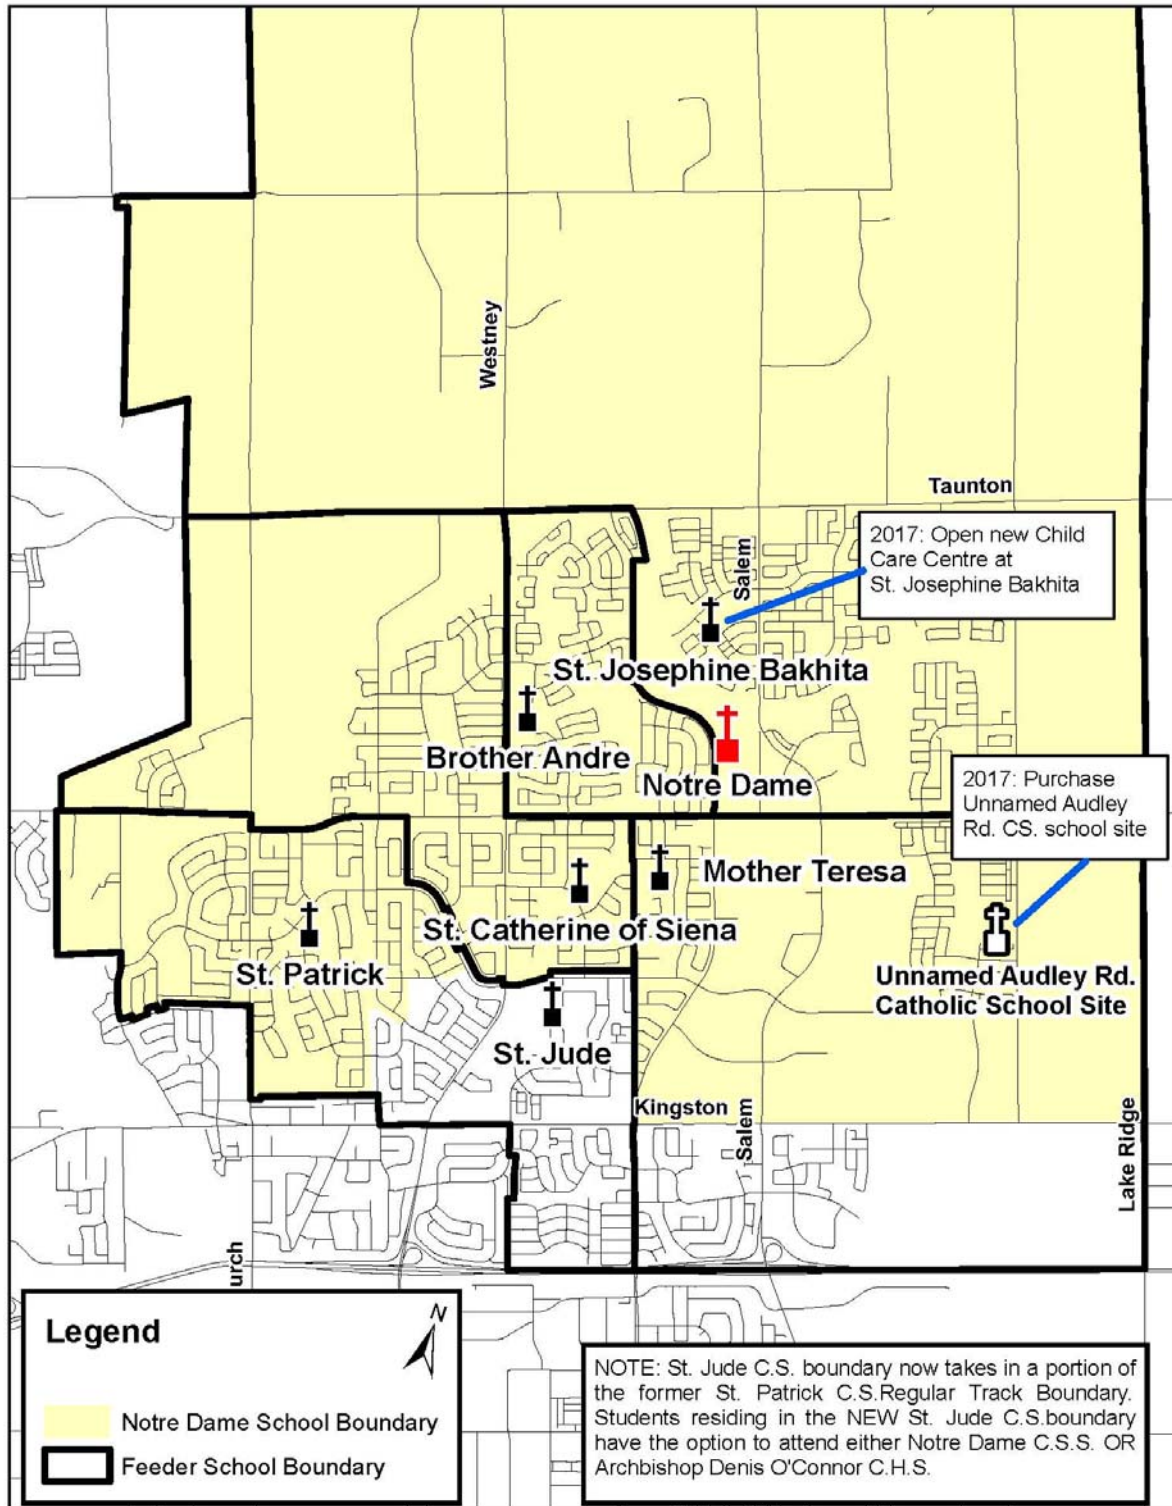 Westney
Taunton
Salem
2017: Open new Child
Care Centre at
St. Josephine Bakhita
St. Josephine Bakhita
Brother Andre
Notre Dame
2017: Purchase
Unnamed Audley
Rd. CS. school site
Mother Teresa
St. Catherine of Siena
St. Patrick
Unnamed Audley Rd.
Catholic School Site
St. Jude
Kingston
Salem
Lake Ridge
urch
Legend
N
Notre Dame School Boundary
Feeder School Boundary
NOTE: St. Jude C.S. boundary now takes in a portion of
the former St. Patrick C.S.Regular Track Boundary.
Students residing in the NEW St. Jude C.S.boundary
have the option to attend either Notre Dame C.S.S. OR
Archbishop Denis O'Connor C.H.S.